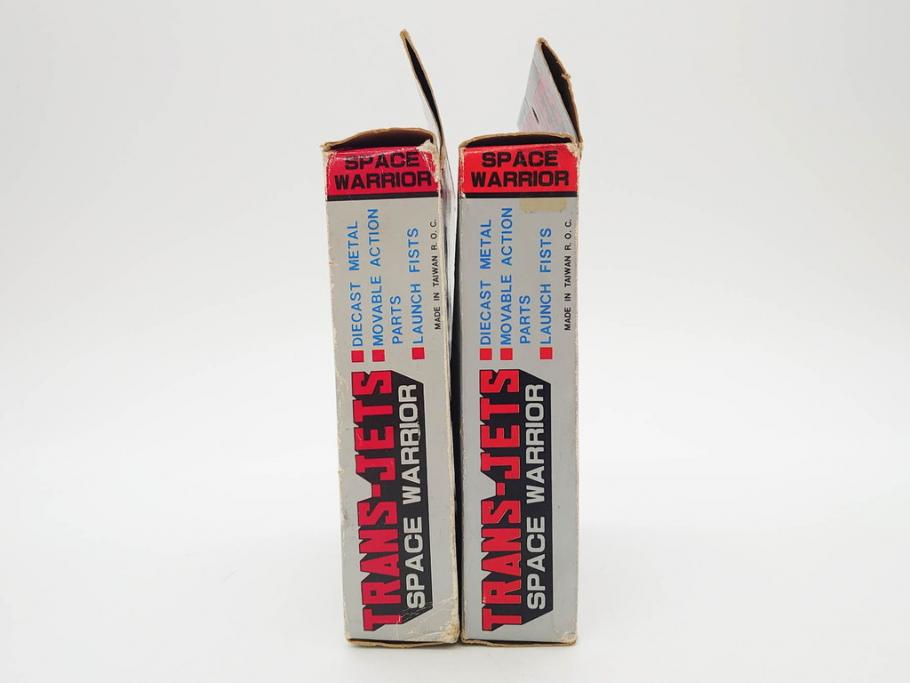 SPACE
WARRIOR
DIECAST METAL
MOVABLE ACTION
PARTS
LAUNCH FISTS
MADE IN TAIWAN R.O.C.
TRANS-JETS
SPACE WARRIOR
SPACE
WARRIOR
DIECAST METAL
MOVABLE ACTION
PARTS
LAUNCH FISTS
MADE IN TAIWAN R.O.C.
TRANS-JETS
SPACE WARRIOR